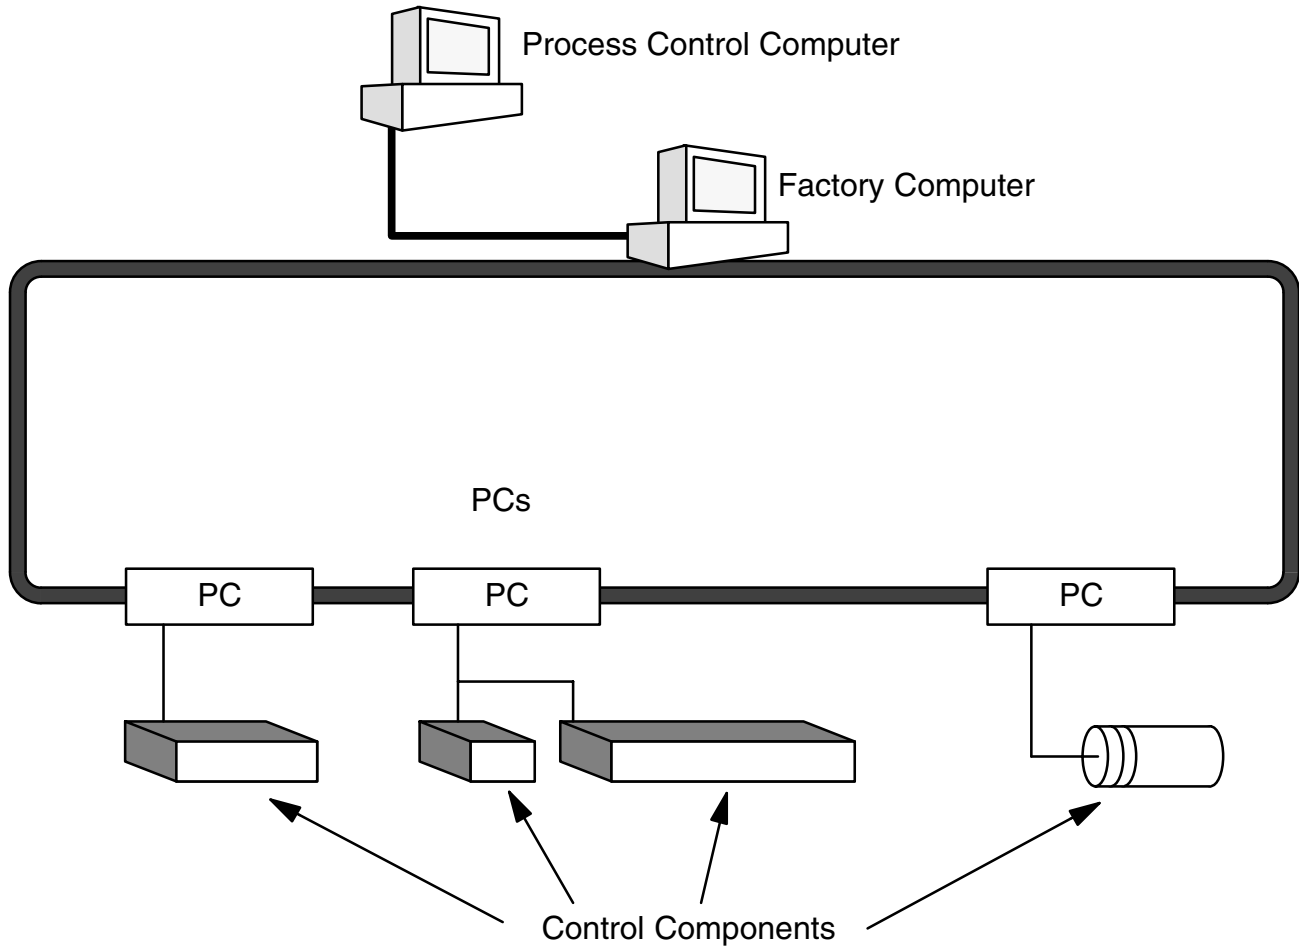 Process Control Computer
Factory Computer
PCs
PC
PC
PC
Control Components